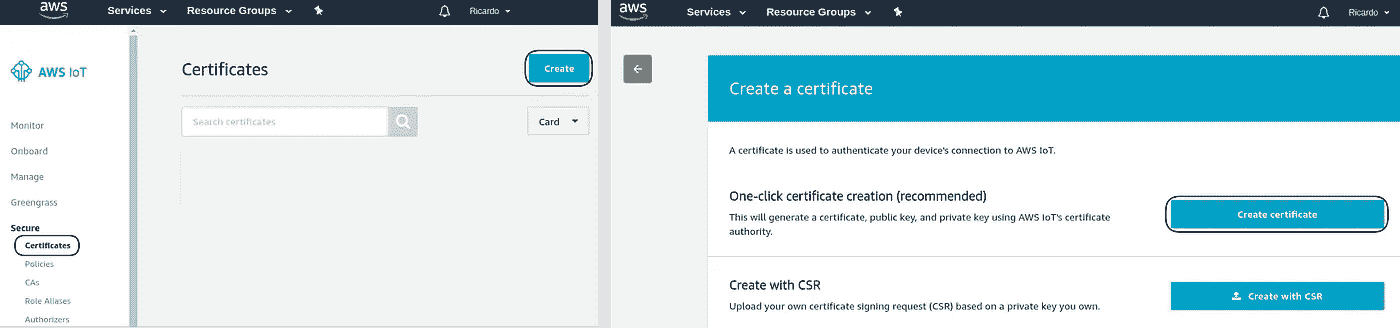 aws
Services
Resource Groups
Ricardo
AWS IoT
Monitor
Onboard
Manage
Greengrass
Secure
Certificates
Policies
CAs
Role Aliases
Authorizers
Certificates
Create
Search certificates
Card
aws
Services
Resource Groups
Ricardo
Create a certificate
A certificate is used to authenticate your device's connection to AWS IoT.
One-click certificate creation (recommended)
This will generate a certificate, public key, and private key using AWS IoT's certificate
authority.
Create certificate
Create with CSR
Upload your own certificate signing request (CSR) based on a private key you own.
Create with CSR